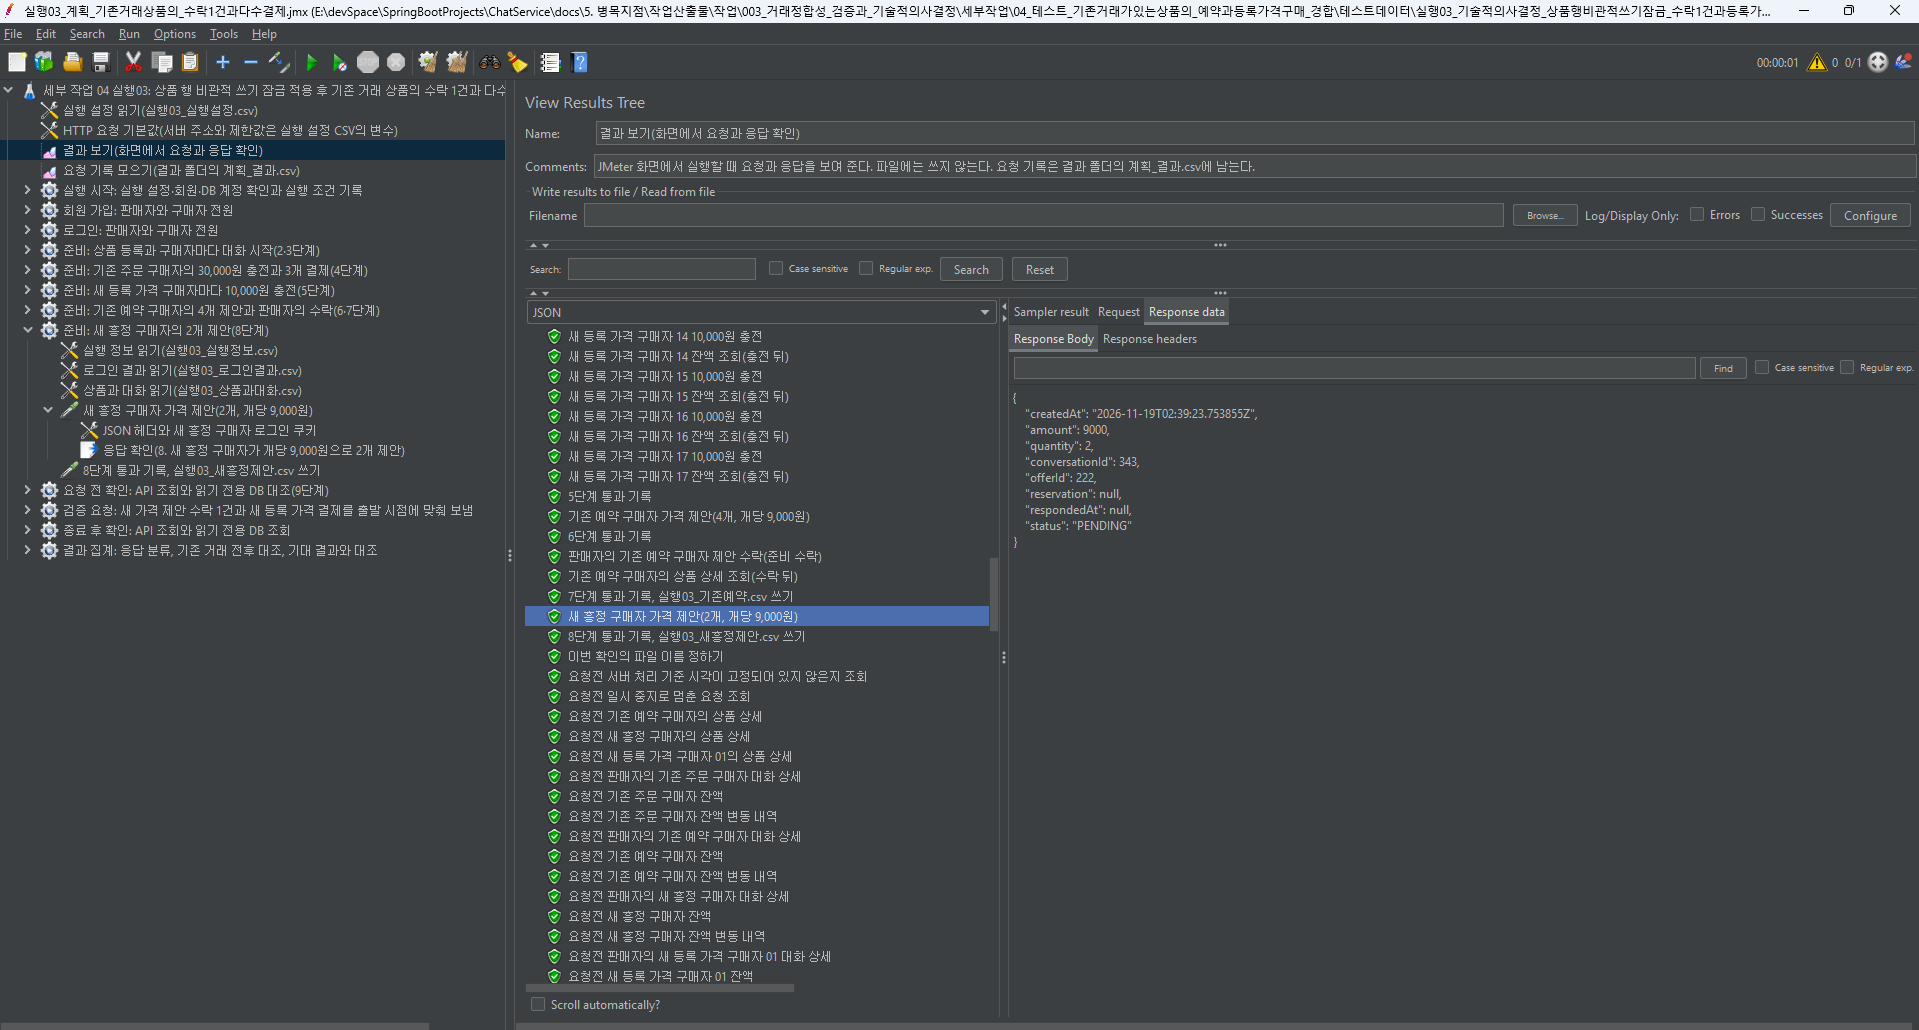 실행03_계획_기존거래상품의_수락1건과다수결제.jmx (E:\devSpace\SpringBootProjects\ChatService\docs\5. 병목지점\작업산출물\작업\003_거래정합성_검증과_기술적의사결정\세부작업\04_테스트_기존거래가있는상품의_예약과등록가격구매_경합\테스트데이터\실행03_기술적의사결정_상품행비관적쓰기잠금_수락1건과등록가...
File Edit Search Run Options Tools Help
00:00:01 0 0/1
세부 작업 04 실행03: 상품 행 비관적 쓰기 잠금 적용 후 기존 거래 상품의 수락 1건과 다수
실행 설정 읽기(실행03_실행설정.csv)
HTTP 요청 기본값(서버 주소와 제한값은 실행 설정 CSV의 변수)
결과 보기(화면에서 요청과 응답 확인)
요청 기록 모으기(결과 폴더의 계획_결과.csv)
실행 시작: 실행 설정·회원·DB 계정 확인과 실행 조건 기록
회원 가입: 판매자와 구매자 전원
로그인: 판매자와 구매자 전원
준비: 상품 등록과 구매자마다 대화 시작(2·3단계)
준비: 기존 주문 구매자의 30,000원 충전과 3개 결제(4단계)
준비: 새 등록 가격 구매자마다 10,000원 충전(5단계)
준비: 기존 예약 구매자의 4개 제안과 판매자의 수락(6·7단계)
준비: 새 흥정 구매자의 2개 제안(8단계)
실행 정보 읽기(실행03_실행정보.csv)
로그인 결과 읽기(실행03_로그인결과.csv)
상품과 대화 읽기(실행03_상품과대화.csv)
새 흥정 구매자 가격 제안(2개, 개당 9,000원)
JSON 헤더와 새 흥정 구매자 로그인 쿠키
응답 확인(8. 새 흥정 구매자가 개당 9,000원으로 2개 제안)
8단계 통과 기록, 실행03_새흥정제안.csv 쓰기
요청 전 확인: API 조회와 읽기 전용 DB 대조(9단계)
검증 요청: 새 가격 제안 수락 1건과 새 등록 가격 결제를 출발 시점에 맞춰 보냄
종료 후 확인: API 조회와 읽기 전용 DB 조회
결과 집계: 응답 분류, 기존 거래 전후 대조, 기대 결과와 대조
View Results Tree
Name: 결과 보기(화면에서 요청과 응답 확인)
Comments: JMeter 화면에서 실행할 때 요청과 응답을 보여 준다. 파일에는 쓰지 않는다. 요청 기록은 결과 폴더의 계획_결과.csv에 남는다.
Write results to file / Read from file
Filename Browse... Log/Display Only: Errors Successes Configure
Search: Case sensitive Regular exp. Search Reset
JSON
새 등록 가격 구매자 14 10,000원 충전
새 등록 가격 구매자 14 잔액 조회(충전 뒤)
새 등록 가격 구매자 15 10,000원 충전
새 등록 가격 구매자 15 잔액 조회(충전 뒤)
새 등록 가격 구매자 16 10,000원 충전
새 등록 가격 구매자 16 잔액 조회(충전 뒤)
새 등록 가격 구매자 17 10,000원 충전
새 등록 가격 구매자 17 잔액 조회(충전 뒤)
5단계 통과 기록
기존 예약 구매자 가격 제안(4개, 개당 9,000원)
6단계 통과 기록
판매자의 기존 예약 구매자 제안 수락(준비 수락)
기존 예약 구매자의 상품 상세 조회(수락 뒤)
7단계 통과 기록, 실행03_기존예약.csv 쓰기
새 흥정 구매자 가격 제안(2개, 개당 9,000원)
8단계 통과 기록, 실행03_새흥정제안.csv 쓰기
이번 확인의 파일 이름 정하기
요청전 서버 처리 기준 시각이 고정되어 있지 않은지 조회
요청전 일시 중지로 멈춘 요청 조회
요청전 기존 예약 구매자의 상품 상세
요청전 새 흥정 구매자의 상품 상세
요청전 새 등록 가격 구매자 01의 상품 상세
요청전 판매자의 기존 주문 구매자 대화 상세
요청전 기존 주문 구매자 잔액
요청전 기존 주문 구매자 잔액 변동 내역
요청전 판매자의 기존 예약 구매자 대화 상세
요청전 기존 예약 구매자 잔액
요청전 기존 예약 구매자 잔액 변동 내역
요청전 판매자의 새 흥정 구매자 대화 상세
요청전 새 흥정 구매자 잔액
요청전 새 흥정 구매자 잔액 변동 내역
요청전 판매자의 새 등록 가격 구매자 01 대화 상세
요청전 새 등록 가격 구매자 01 잔액
Scroll automatically?
Sampler result Request Response data
Response Body Response headers
Find Case sensitive Regular exp.
{
"createdAt": "2026-11-19T02:39:23.753855Z",
"amount": 9000,
"quantity": 2,
"conversationId": 343,
"offerId": 222,
"reservation": null,
"respondedAt": null,
"status": "PENDING"
}